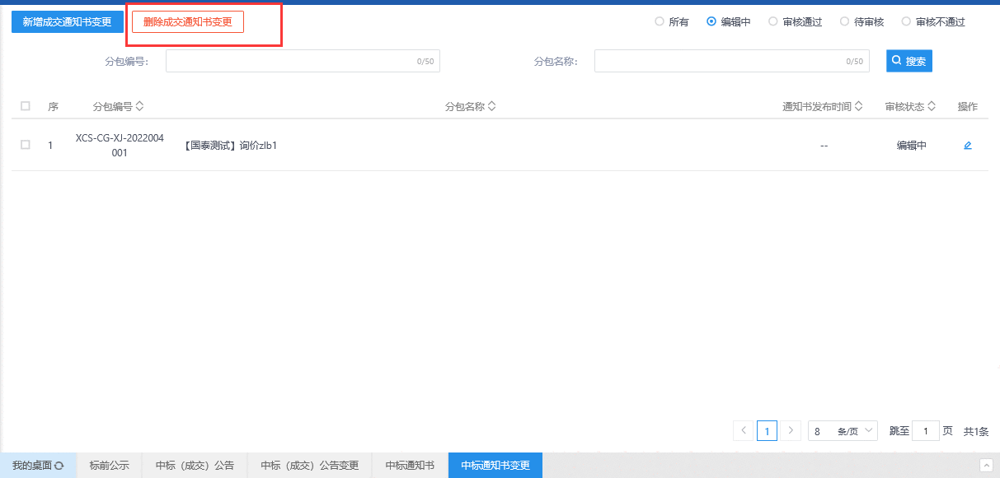 新增成交通知书变更 删除成交通知书变更 所有 编辑中 审核通过 待审核 审核不通过
分包编号: 0/50 分包名称: 0/50 搜索
序 分包编号 分包名称 通知书发布时间 审核状态 操作
1 XCS-CG-XJ-2022004001 【国泰测试】询价zlb1 -- 编辑中
1 8 条/页 跳至 1 页 共1条
我的桌面 标前公示 中标（成交）公告 中标（成交）公告变更 中标通知书 中标通知书变更